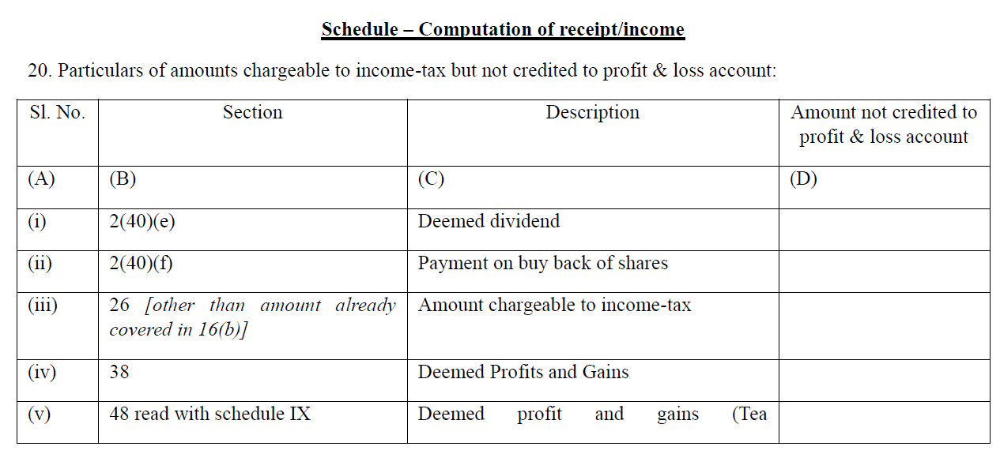 Schedule – Computation of receipt/income
20. Particulars of amounts chargeable to income-tax but not credited to profit & loss account:
Sl. No. Section Description Amount not credited to
profit & loss account
(A) (B) (C) (D)
(i) 2(40)(e) Deemed dividend
(ii) 2(40)(f) Payment on buy back of shares
(iii) 26 [other than amount already Amount chargeable to income-tax
covered in 16(b)]
(iv) 38 Deemed Profits and Gains
(v) 48 read with schedule IX Deemed profit and gains (Tea